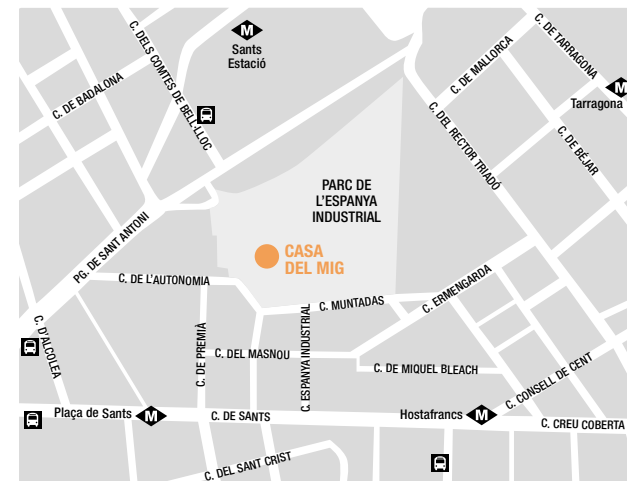 M
Sants
Estació
C. DE TARRAGONA
C. DE MALLORCA
C. DELS COMTES DE BELL-LLOC
C. DE BADALONA
M
Tarragona
C. DEL RECTOR TRIADÓ
C. DE BÉJAR
PARC DE
L'ESPANYA
INDUSTRIAL
PG. DE SANT ANTONI
CASA
DEL MIG
C. DE L'AUTONOMIA
C. ERMENGARDA
C. MUNTADAS
C. D'ALCOLEA
C. DE PREMIÀ
C. ESPANYA INDUSTRIAL
C. DEL MASNOU
C. DE MIQUEL BLEACH
C. CONSELL DE CENT
Plaça de Sants M
C. DE SANTS
Hostafrancs M
C. CREU COBERTA
C. DEL SANT CRIST